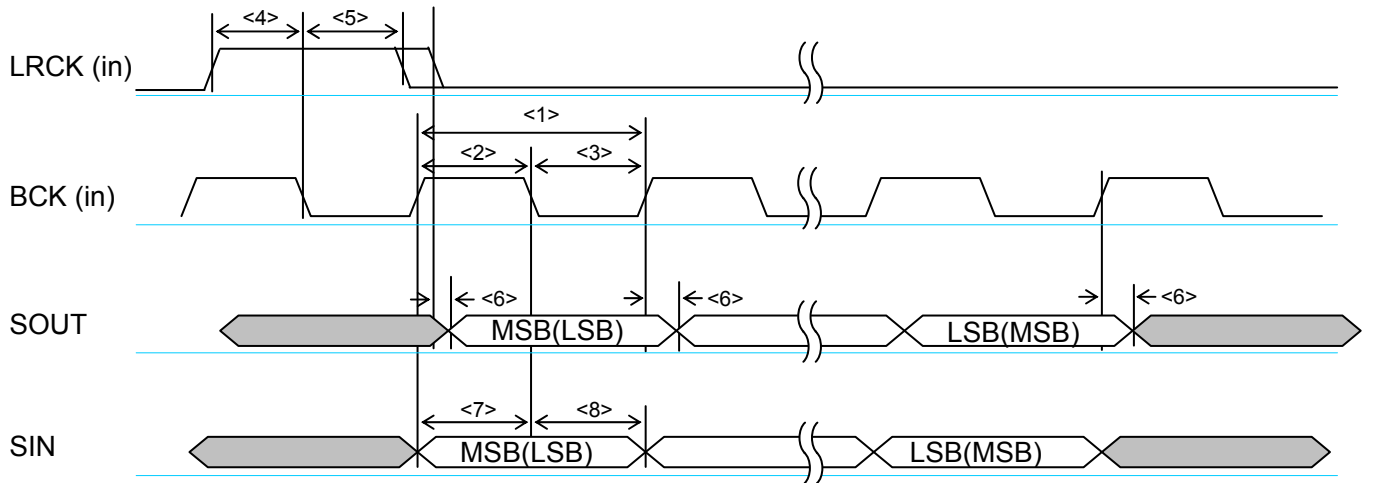 <4> <5>
LRCK (in)
<1>
<2> <3>
BCK (in)
<6> <6> <6>
SOUT MSB(LSB) LSB(MSB)
<7> <8>
SIN MSB(LSB) LSB(MSB)